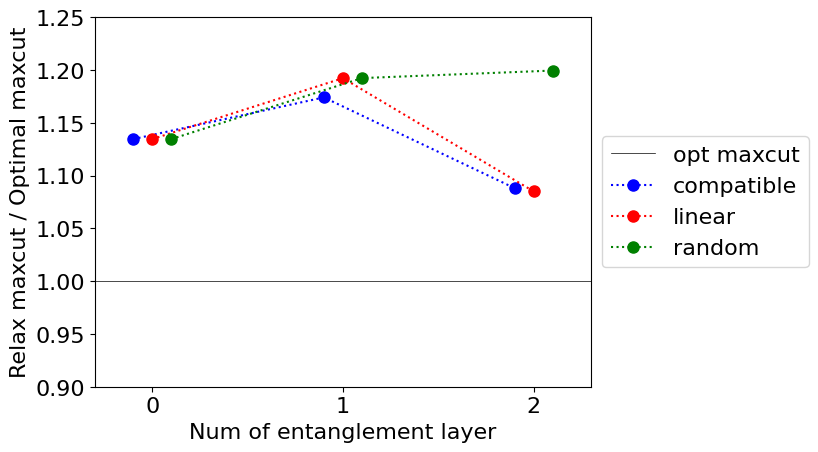 Relax maxcut / Optimal maxcut
1.25
1.20
1.15
1.10
1.05
1.00
0.95
0.90
0
1
2
Num of entanglement layer
opt maxcut
compatible
linear
random